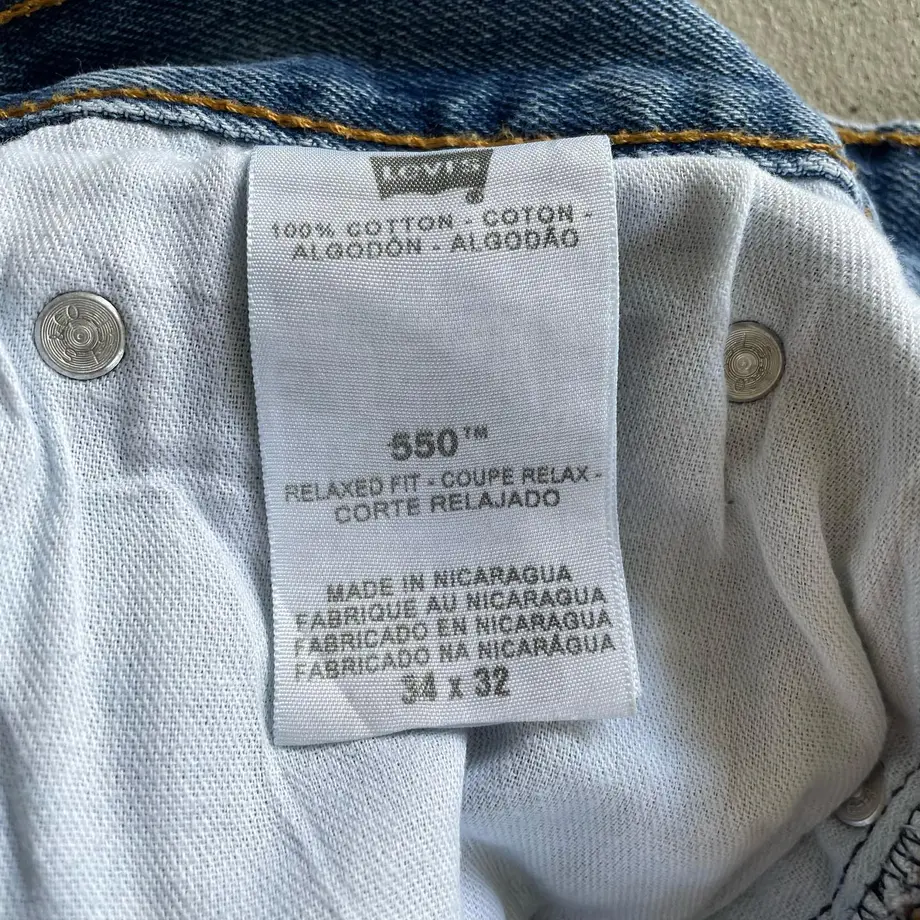 Levi's
100% COTTON - COTON -
ALGODÓN - ALGODÃO
550™
RELAXED FIT - COUPE RELAX -
CORTE RELAJADO
MADE IN NICARAGUA
FABRIQUE AU NICARAGUA
FABRICADO EN NICARAGUA
FABRICADO NA NICARÁGUA
34 x 32